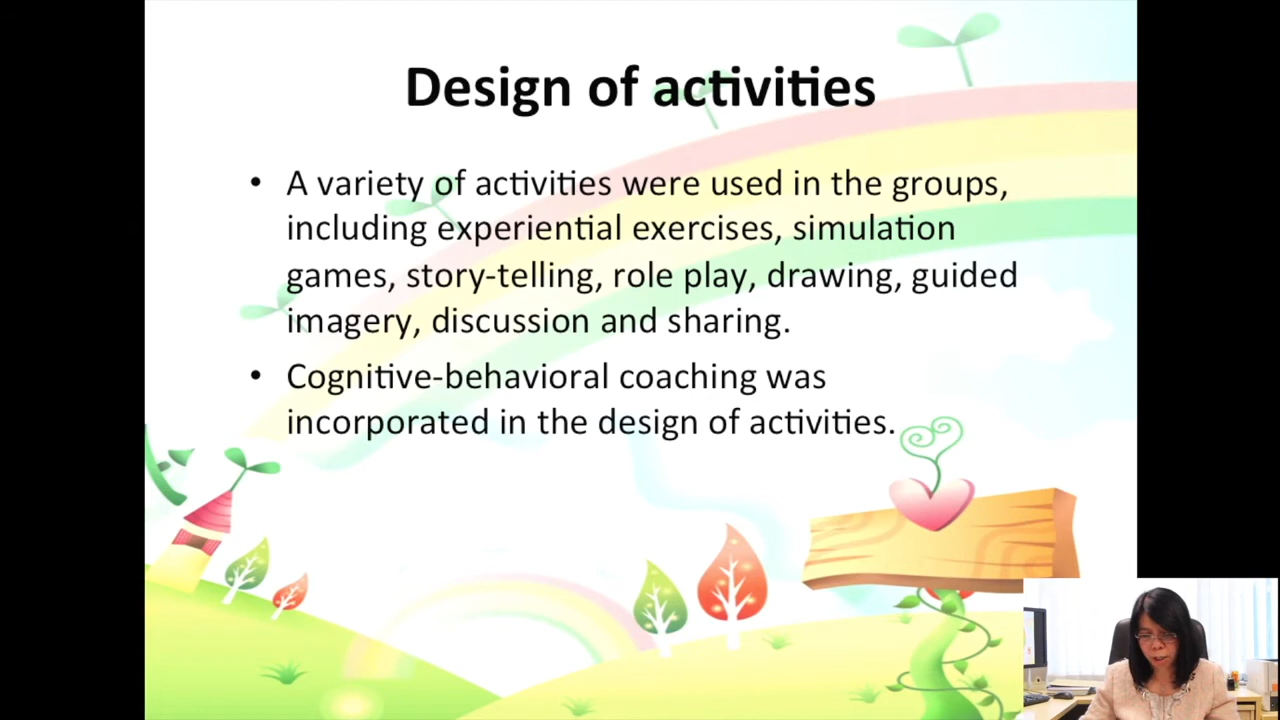 Design of activities
• A variety of activities were used in the groups,
including experiential exercises, simulation
games, story-telling, role play, drawing, guided
imagery, discussion and sharing.
• Cognitive-behavioral coaching was
incorporated in the design of activities.